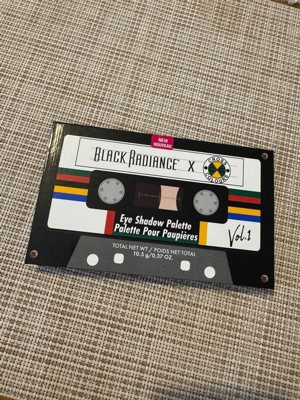 NEW
NOUVEAU
BLACK RADIANCE® X
CROSS
COLOURS
Eye Shadow Palette
Palette Pour Paupières
Vol.1
TOTAL NET WT / POIDS NET TOTAL
10.5 g/0.37 OZ.